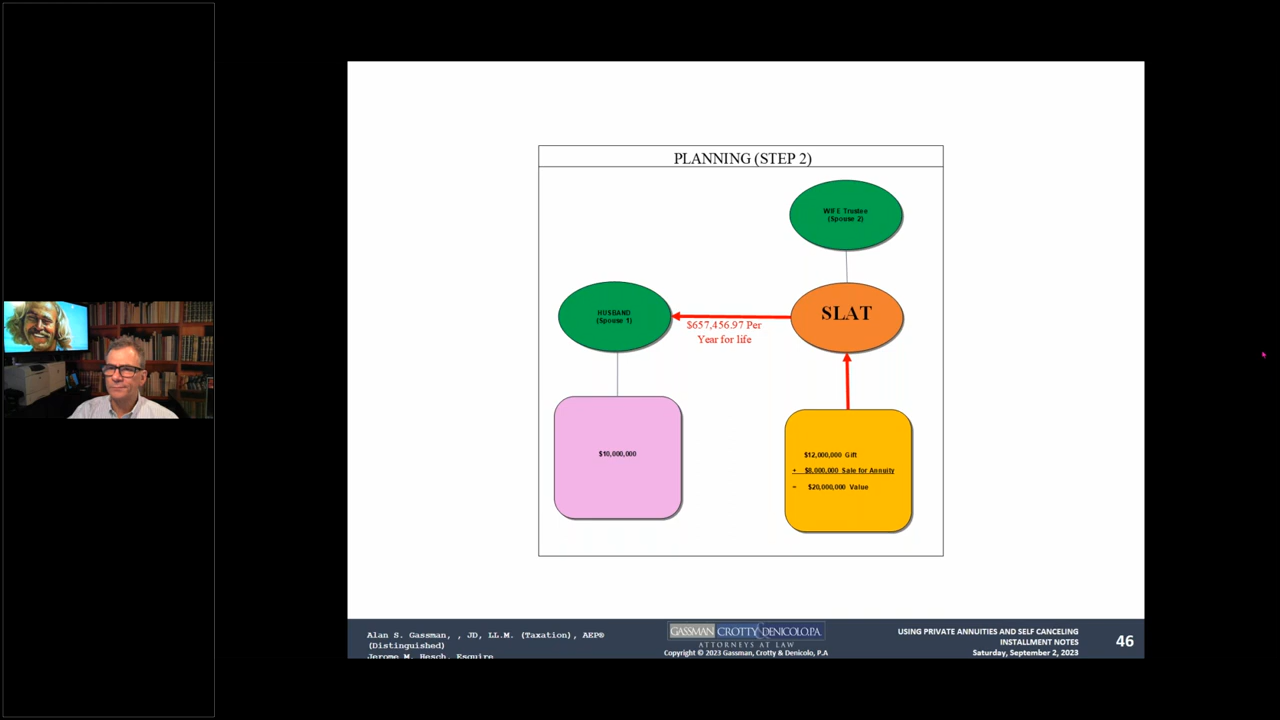 PLANNING (STEP 2)
WIFE Trustee
(Spouse 2)
HUSBAND
(Spouse 1)
SLAT
$657,456.97 Per
Year for life
$10,000,000
$12,000,000 Gift
+ $8,000,000 Sale for Annuity
= $20,000,000 Value
Alan S. Gassman, , JD, LL.M. (Taxation), AEP®
(Distinguished)
Jerome M. Hesch, Esquire
GASSMAN CROTTY & DENICOLO, P.A.
ATTORNEYS AT LAW
Copyright © 2023 Gassman, Crotty & Denicolo, P.A
USING PRIVATE ANNUITIES AND SELF CANCELING
INSTALLMENT NOTES
Saturday, September 2, 2023
46